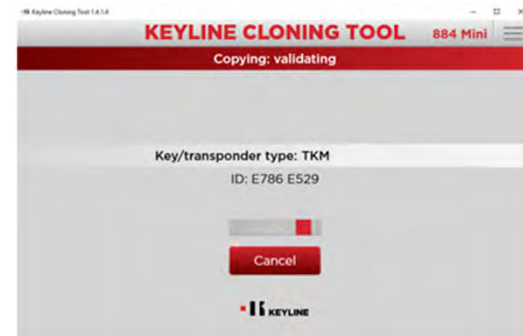 Keyline Cloning Tool 1.4.1.4
KEYLINE CLONING TOOL 884 Mini
Copying: validating
Key/transponder type: TKM
ID: E786 E529
Cancel
KEYLINE